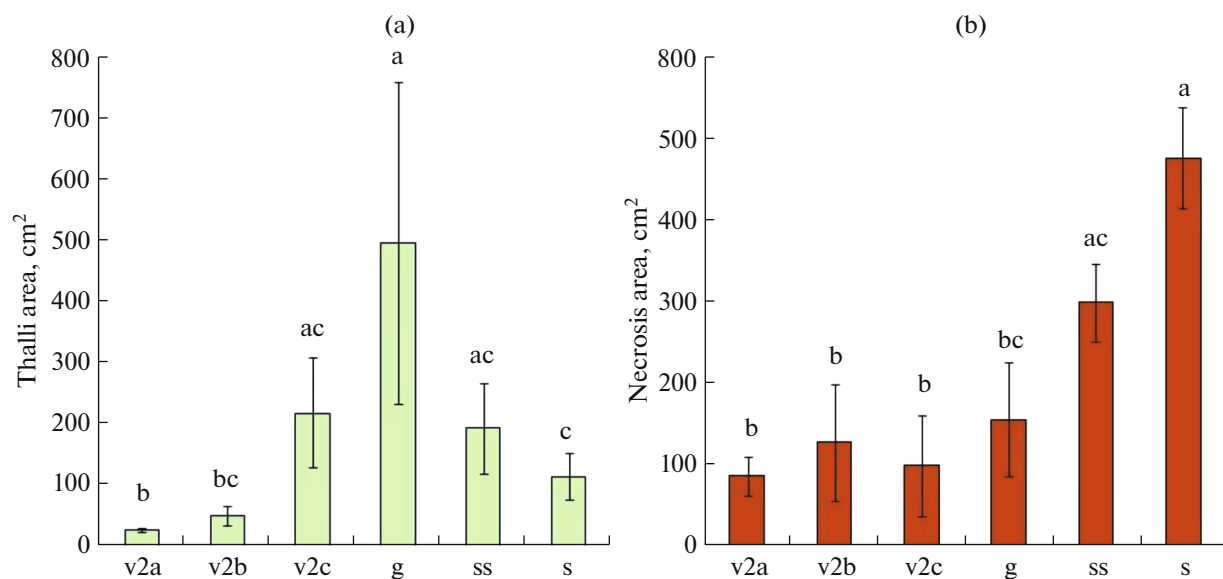 (a)
800
700
600
500
400
300
200
100
0
Thalli area, cm²
b
bc
ac
a
ac
c
v2a v2b v2c g ss s
(b)
800
500
400
300
200
100
0
Necrosis area, cm²
b
b
b
bc
ac
a
v2a v2b v2c g ss s